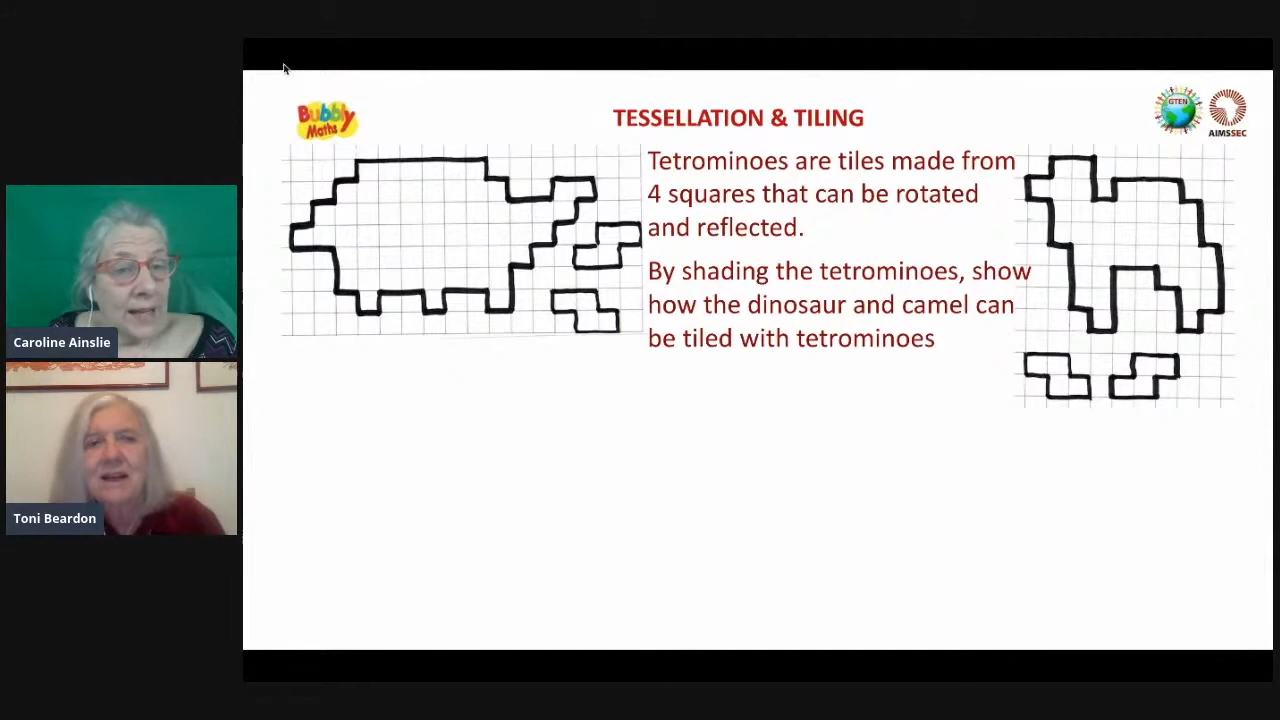 Bubbly
Maths
TESSELLATION & TILING
GTEN
AIMSSEC
Tetrominoes are tiles made from
4 squares that can be rotated
and reflected.
By shading the tetrominoes, show
how the dinosaur and camel can
be tiled with tetrominoes
Caroline Ainslie
Toni Beardon